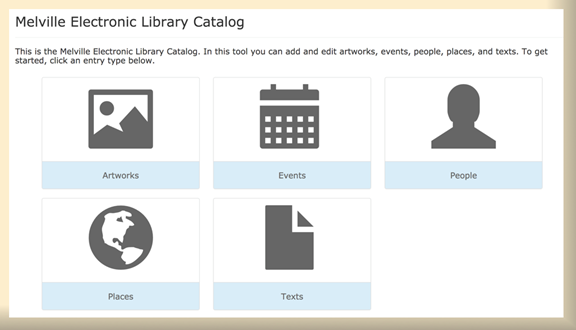 Melville Electronic Library Catalog
This is the Melville Electronic Library Catalog. In this tool you can add and edit artworks, events, people, places, and texts. To get
started, click an entry type below.
Artworks
Events
People
Places
Texts